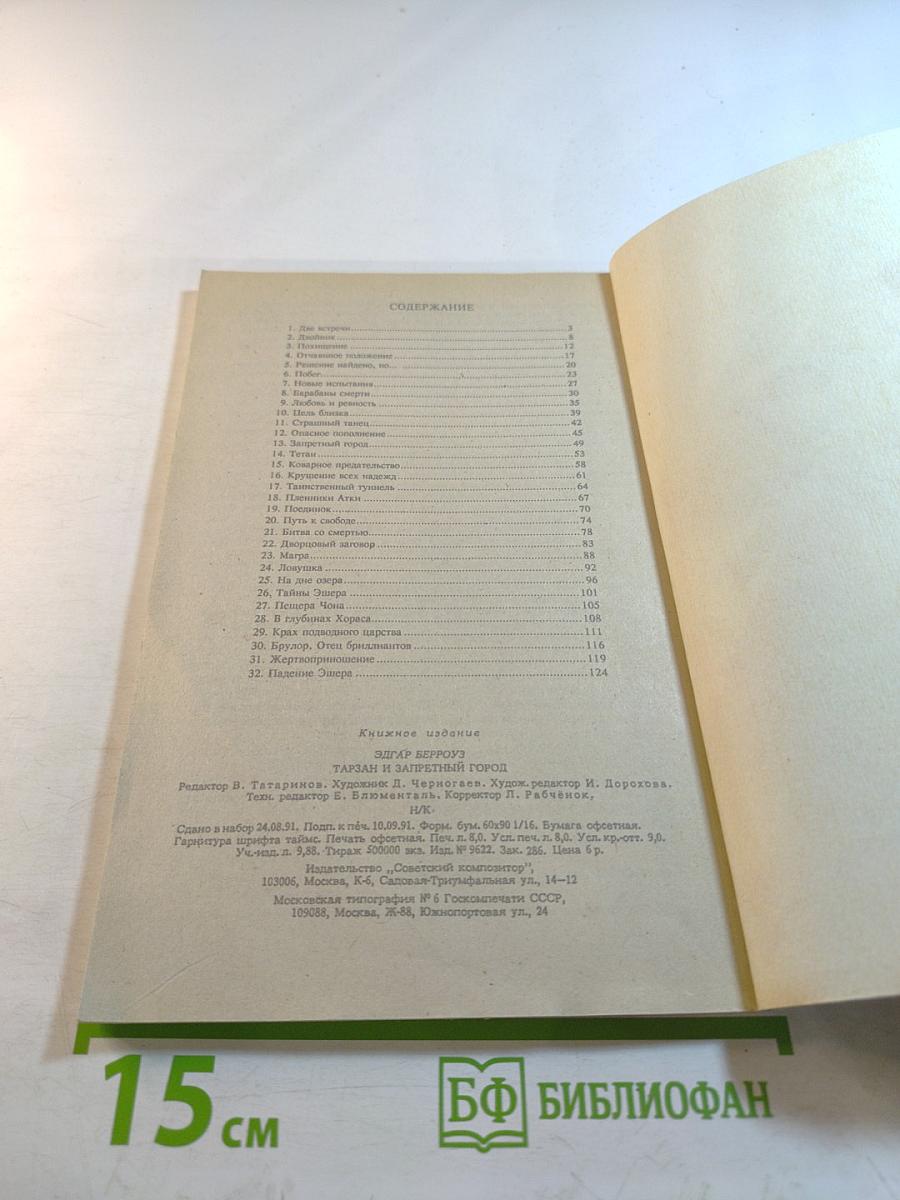 СОДЕРЖАНИЕ
1. Две встречи 3
2. Двойник 8
3. Похищение 12
4. Отчаянное положение 17
5. Решение найдено, но... 20
6. Побег 23
7. Новые испытания 27
8. Барабаны смерти 30
9. Любовь и ревность 35
10. Цель близка 39
11. Страшный танец 42
12. Опасное пополнение 45
13. Запретный город 49
14. Тетан 53
15. Коварное предательство 58
16. Крушение всех надежд 61
17. Таинственный туннель 64
18. Пленники Атки 67
19. Поединок 70
20. Путь к свободе 74
21. Битва со смертью 78
22. Дворцовый заговор 83
23. Магра 88
24. Ловушка 92
25. На дне озера 96
26, Тайны Эшера 101
27. Пещера Чона 105
28. В глубинах Хораса 108
29. Крах подводного царства 111
30. Брулор, Отец бриллиантов 116
31. Жертвоприношение 119
32. Падение Эшера 124
Книжное издание
ЭДГАР БЕРРОУЗ
ТАРЗАН И ЗАПРЕТНЫЙ ГОРОД
Редактор В. Татаринов. Художник Д. Черногаев. Худож. редактор И. Дорохова.
Техн. редактор Е. Блюменталь. Корректор Л. Рабчёнок.
Н/К
Сдано в набор 24.08.91. Подп. к печ. 10.09.91. Форм. бум. 60х90 1/16. Бумага офсетная.
Гарнитура шрифта таймс. Печать офсетная. Печ. л. 8,0. Усл. печ. л. 8,0. Усл. кр.-отт. 9,0.
Уч.-изд. л. 9,88. Тираж 500000 экз. Изд. № 9622. Зак. 286. Цена 6 р.
Издательство „Советский композитор",
103006, Москва, К-6, Садовая-Триумфальная ул., 14—12
Московская типография № 6 Госкомпечати СССР,
109088, Москва, Ж-88, Южнопортовая ул., 24
15 см
БФ БИБЛИОФАН